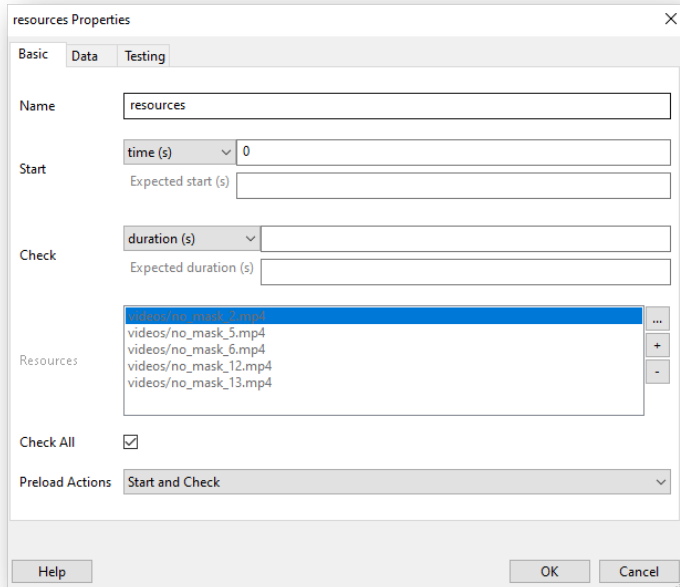 resources Properties
Basic Data Testing
Name resources
Start time (s) 0
Expected start (s)
Check duration (s)
Expected duration (s)
Resources
videos/no_mask_2.mp4
videos/no_mask_5.mp4
videos/no_mask_6.mp4
videos/no_mask_12.mp4
videos/no_mask_13.mp4
...
+
-
Check All
Preload Actions Start and Check
Help OK Cancel